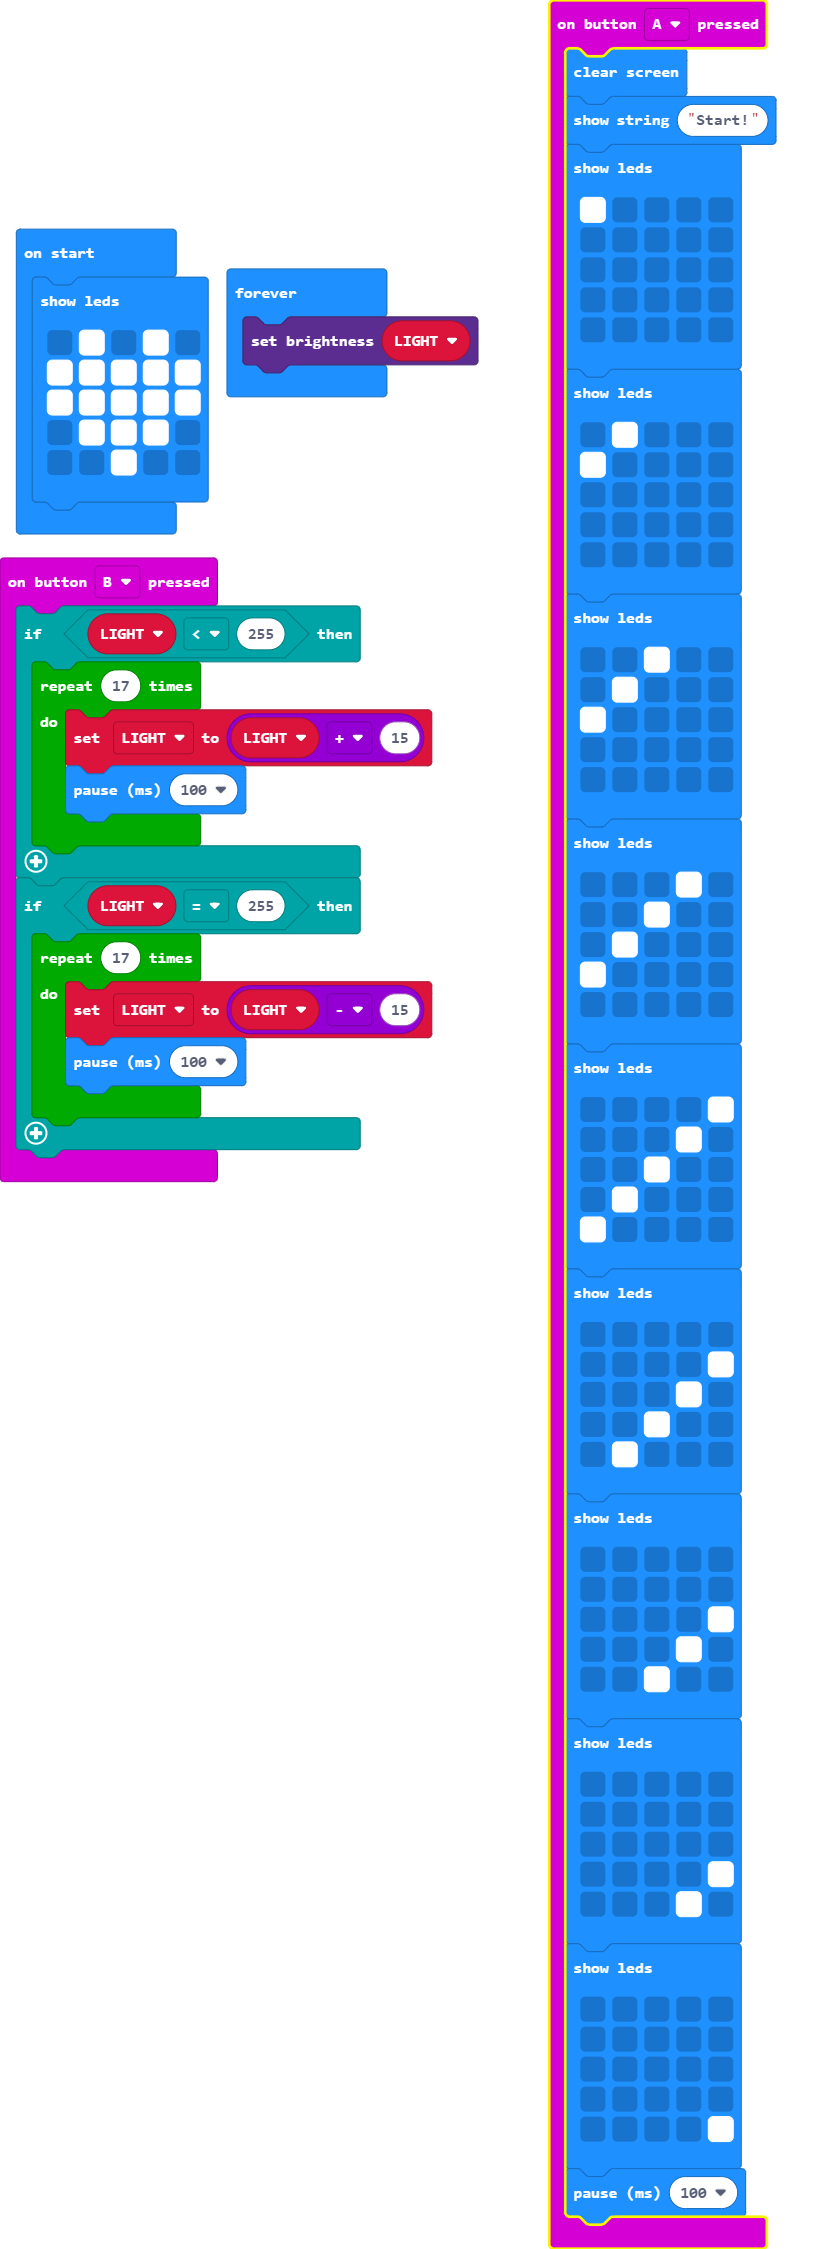 on start
show leds
forever
set brightness LIGHT
on button B pressed
if LIGHT < 255 then
repeat 17 times
do
set LIGHT to LIGHT + 15
pause (ms) 100
if LIGHT = 255 then
repeat 17 times
do
set LIGHT to LIGHT - 15
pause (ms) 100
on button A pressed
clear screen
show string "Start!"
show leds
show leds
show leds
show leds
show leds
show leds
show leds
show leds
show leds
pause (ms) 100